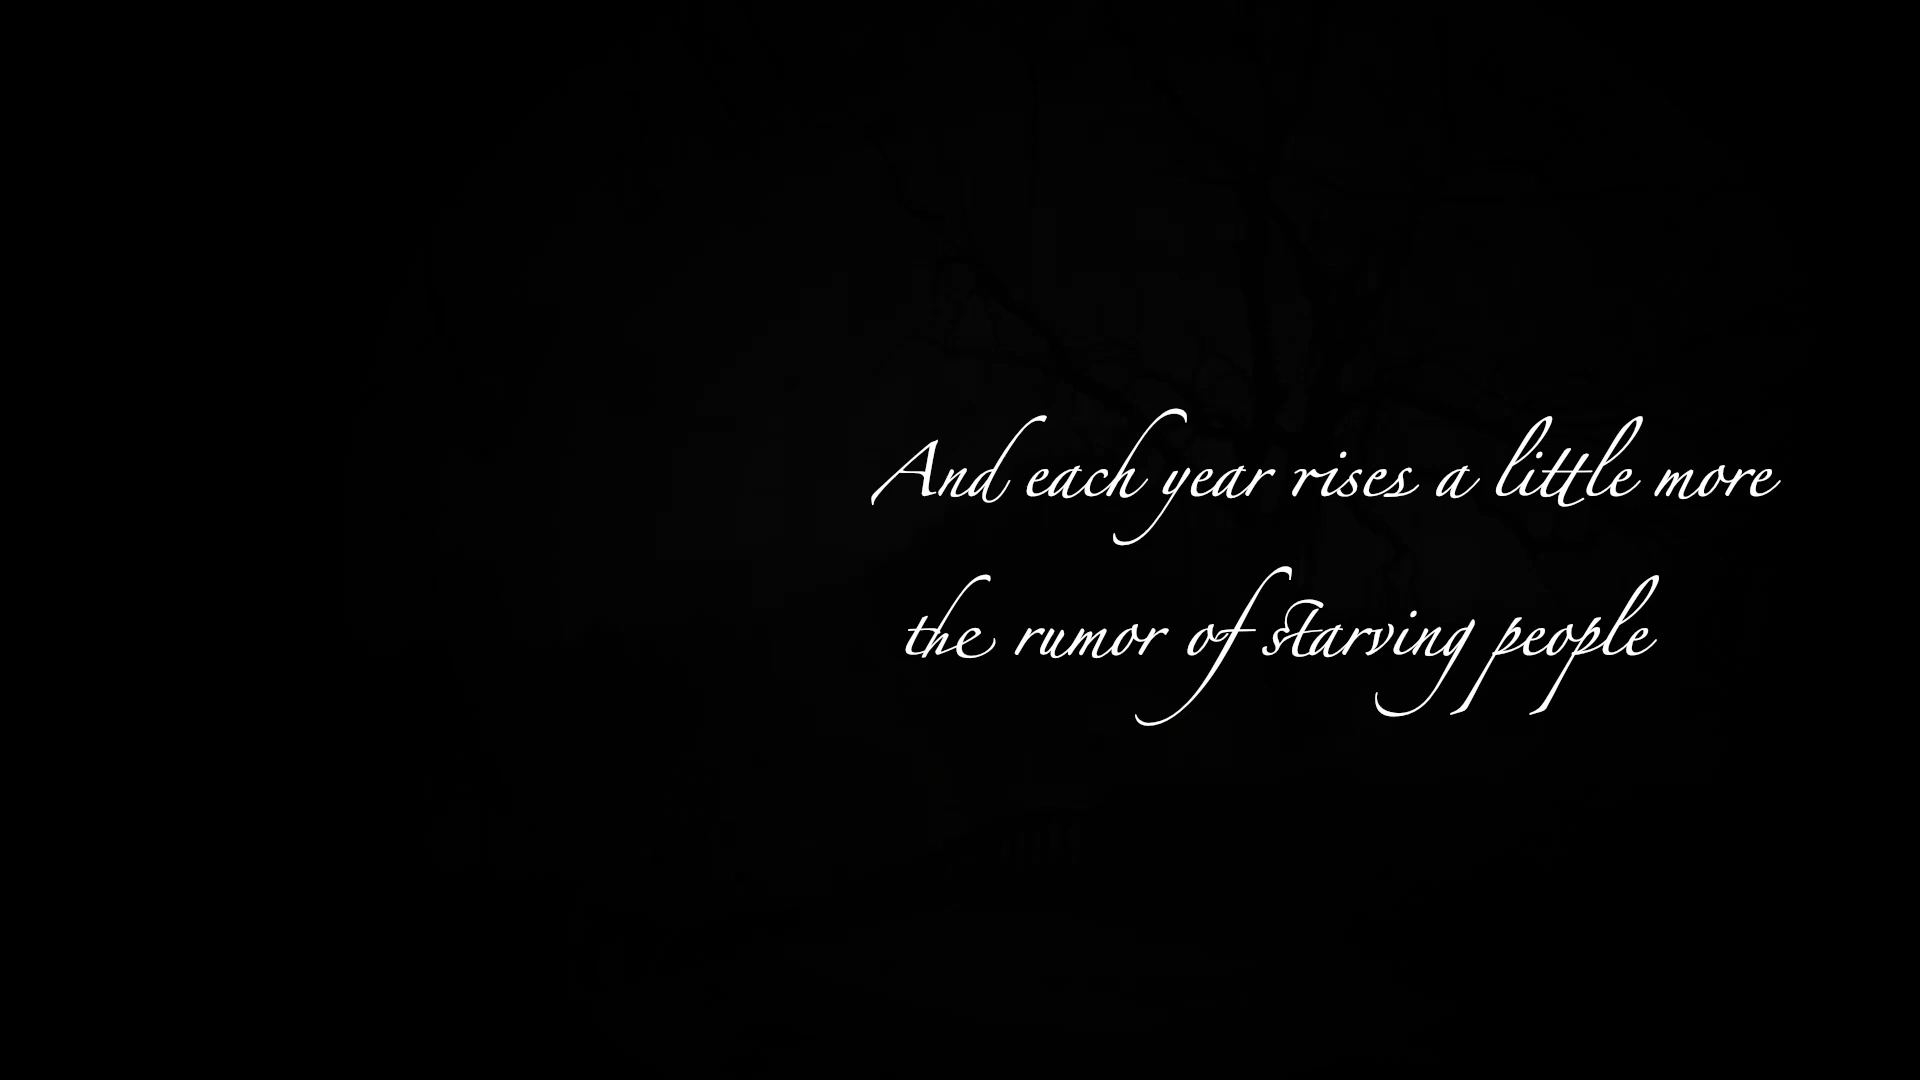 And each year rises a little more
the rumor of starving people